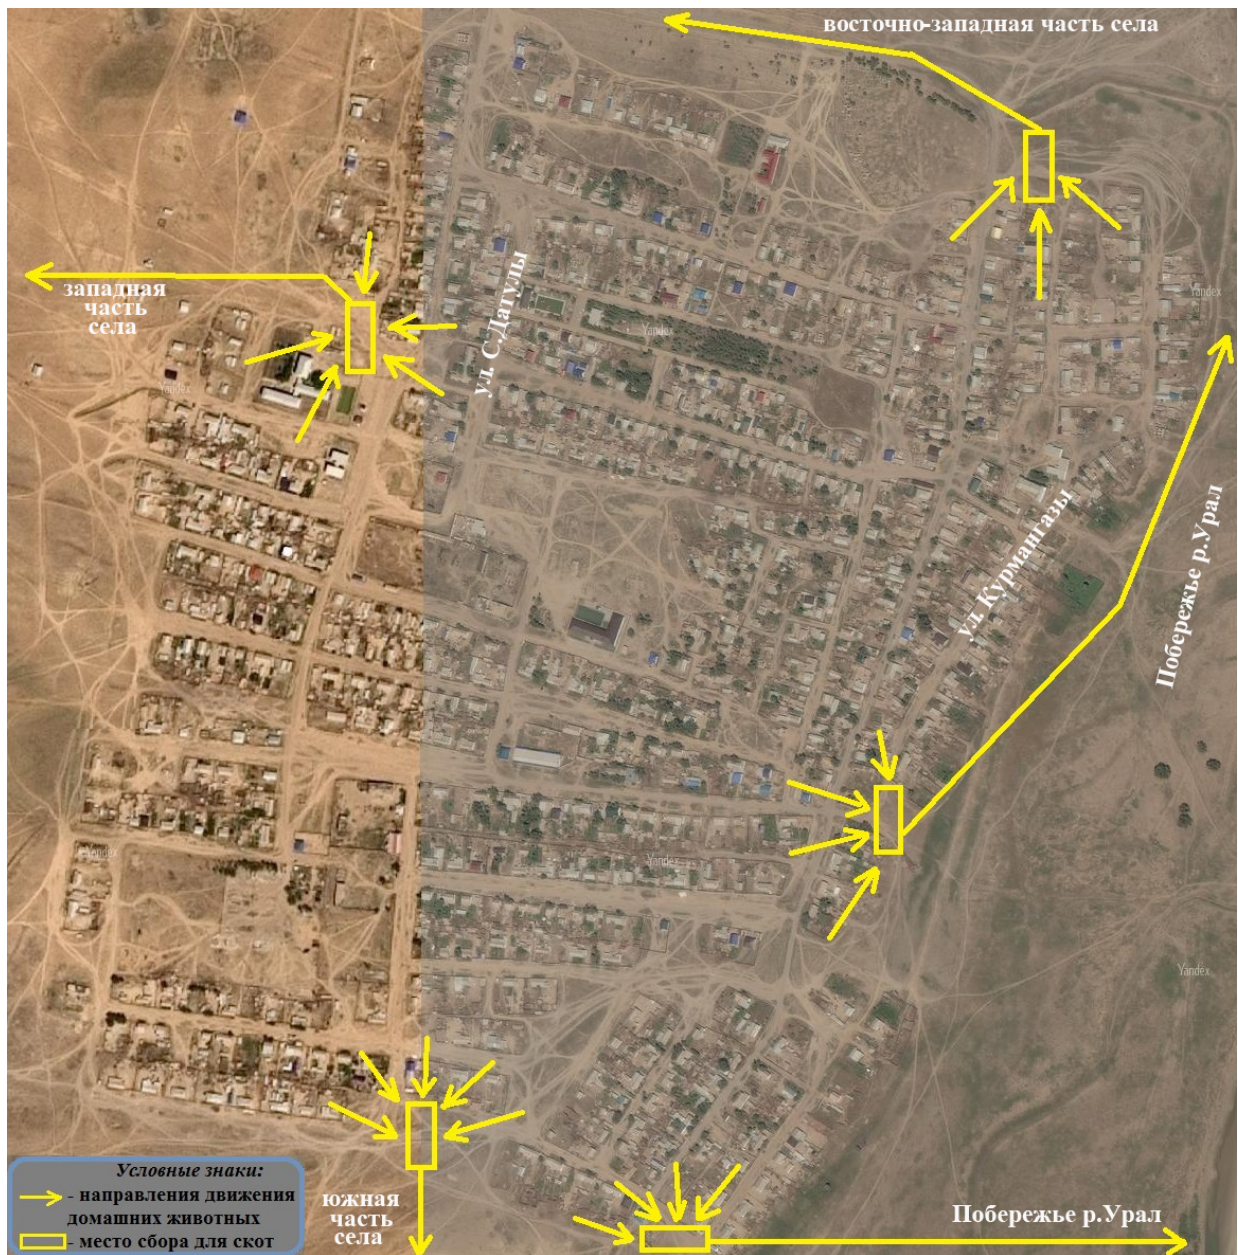 восточно-западная часть села
ул. С.Датулы
западная
часть
села
Yandex
Yandex
Yandex
ул. Курмангазы
Побережье р.Урал
Yandex
Yandex
Yandex
Условные знаки:
- направления движения
домашних животных
- место сбора для скот
южная
часть
села
Побережье р.Урал